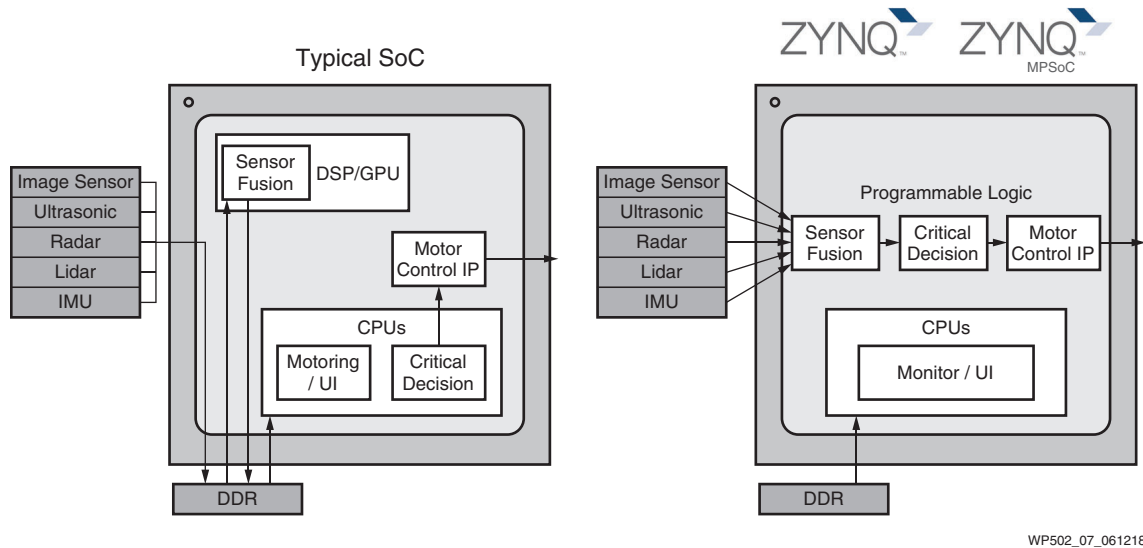 Typical SoC
Image Sensor
Ultrasonic
Radar
Lidar
IMU
Sensor
Fusion
DSP/GPU
Motor
Control IP
CPUs
Motoring
/ UI
Critical
Decision
DDR
ZYNQ™
ZYNQ™
MPSoC
Image Sensor
Ultrasonic
Radar
Lidar
IMU
Programmable Logic
Sensor
Fusion
Critical
Decision
Motor
Control IP
CPUs
Monitor / UI
DDR
WP502_07_061218